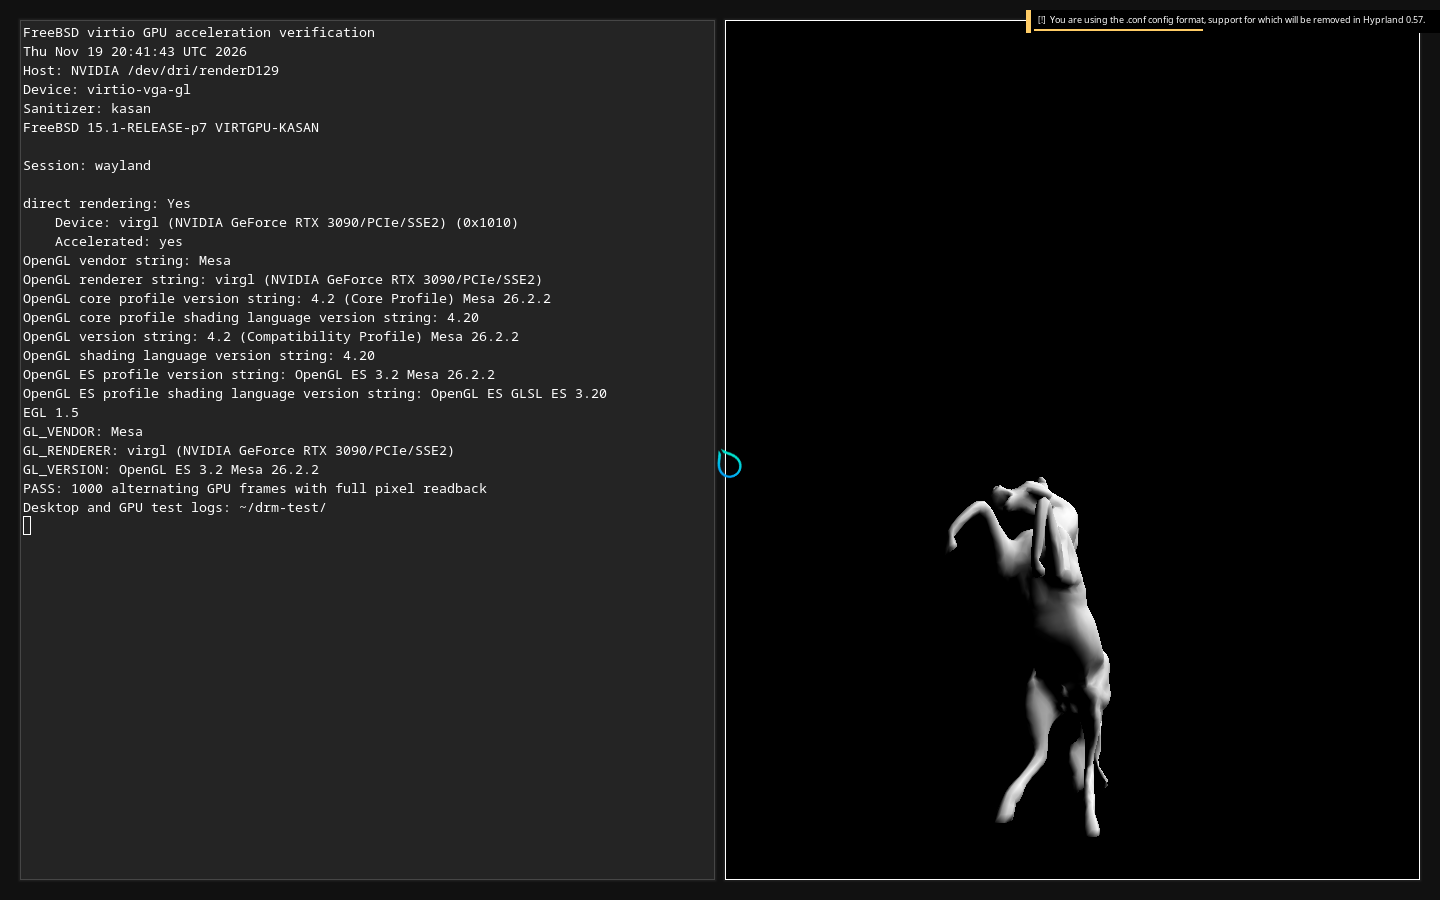 FreeBSD virtio GPU acceleration verification
Thu Nov 19 20:41:43 UTC 2026
Host: NVIDIA /dev/dri/renderD129
Device: virtio-vga-gl
Sanitizer: kasan
FreeBSD 15.1-RELEASE-p7 VIRTGPU-KASAN
Session: wayland
direct rendering: Yes
    Device: virgl (NVIDIA GeForce RTX 3090/PCIe/SSE2) (0x1010)
    Accelerated: yes
OpenGL vendor string: Mesa
OpenGL renderer string: virgl (NVIDIA GeForce RTX 3090/PCIe/SSE2)
OpenGL core profile version string: 4.2 (Core Profile) Mesa 26.2.2
OpenGL core profile shading language version string: 4.20
OpenGL version string: 4.2 (Compatibility Profile) Mesa 26.2.2
OpenGL shading language version string: 4.20
OpenGL ES profile version string: OpenGL ES 3.2 Mesa 26.2.2
OpenGL ES profile shading language version string: OpenGL ES GLSL ES 3.20
EGL 1.5
GL_VENDOR: Mesa
GL_RENDERER: virgl (NVIDIA GeForce RTX 3090/PCIe/SSE2)
GL_VERSION: OpenGL ES 3.2 Mesa 26.2.2
PASS: 1000 alternating GPU frames with full pixel readback
Desktop and GPU test logs: ~/drm-test/
[!] You are using the .conf config format, support for which will be removed in Hyprland 0.57.